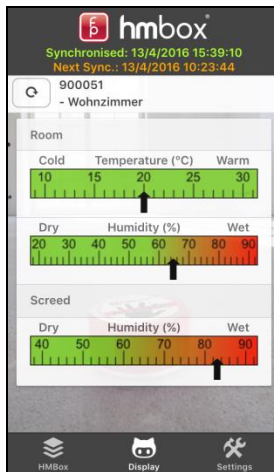 fp hmbox
Synchronised: 13/4/2016 15:39:10
Next Sync.: 13/4/2016 10:23:44
900051
- Wohnzimmer
Room
Cold Temperature (°C) Warm
10 15 20 25 30
Dry Humidity (%) Wet
20 30 40 50 60 70 80 90
Screed
Dry Humidity (%) Wet
40 50 60 70 80 90
HMBox Display Settings